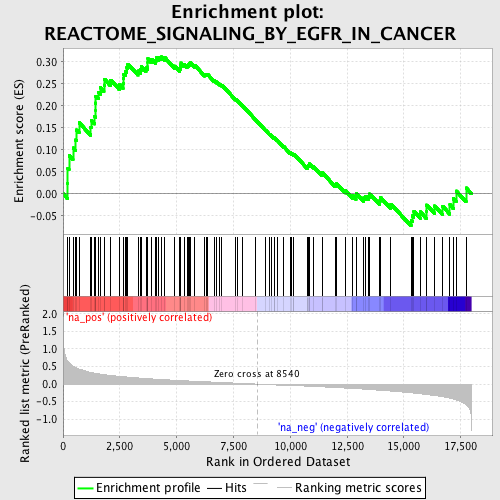 Enrichment plot:
REACTOME_SIGNALING_BY_EGFR_IN_CANCER
Enrichment score (ES)
0.30
0.25
0.20
0.15
0.10
0.05
0.00
-0.05
'na_pos' (positively correlated)
Ranked list metric (PreRanked)
2.0
1.5
1.0
0.5
0.0
-0.5
-1.0
Zero cross at 8540
'na_neg' (negatively correlated)
0
2,500
5,000
7,500
10,000
12,500
15,000
17,500
Rank in Ordered Dataset
Enrichment profile
Hits
Ranking metric scores